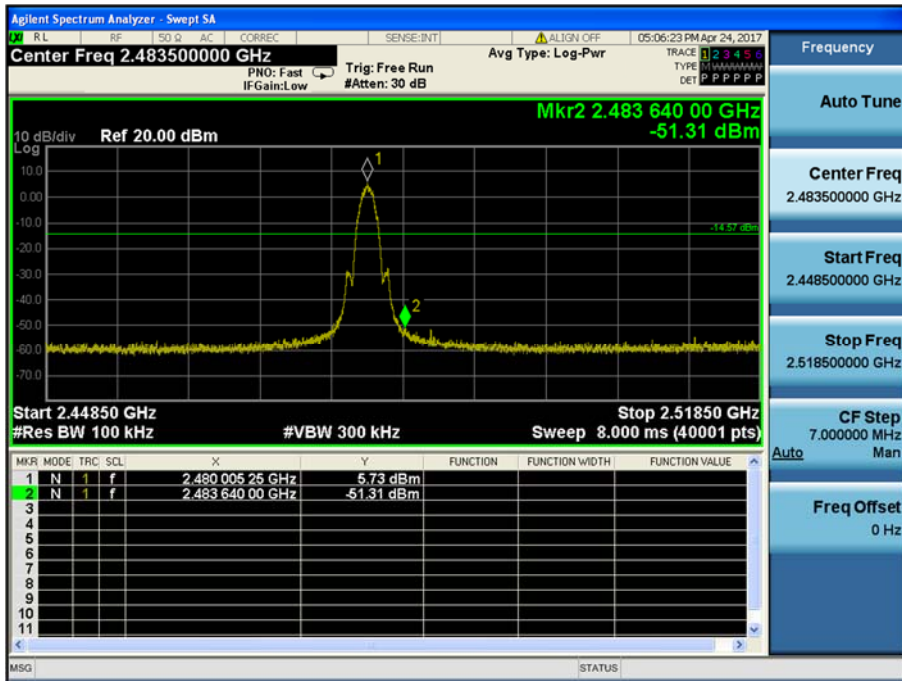 Agilent Spectrum Analyzer - Swept SA
RL RF 50 Ω AC CORREC SENSE:INT ALIGN OFF 05:06:23 PM Apr 24, 2017
Center Freq 2.483500000 GHz
PNO: Fast
IFGain:Low
Trig: Free Run
#Atten: 30 dB
Avg Type: Log-Pwr
TRACE 1 2 3 4 5 6
TYPE M
DET P P P P P P
Mkr2 2.483 640 00 GHz
-51.31 dBm
10 dB/div Ref 20.00 dBm
Log
10.0
0.00
-10.0
-20.0
-30.0
-40.0
-50.0
-60.0
-70.0
1
-14.57 dBm
2
Start 2.44850 GHz Stop 2.51850 GHz
#Res BW 100 kHz #VBW 300 kHz Sweep 8.000 ms (40001 pts)
MKR MODE TRC SCL X Y FUNCTION FUNCTION WIDTH FUNCTION VALUE
1 N 1 f 2.480 005 25 GHz 5.73 dBm
2 N 1 f 2.483 640 00 GHz -51.31 dBm
3
4
5
6
7
8
9
10
11
MSG STATUS
Frequency
Auto Tune
Center Freq
2.483500000 GHz
Start Freq
2.448500000 GHz
Stop Freq
2.518500000 GHz
CF Step
7.000000 MHz
Auto Man
Freq Offset
0 Hz